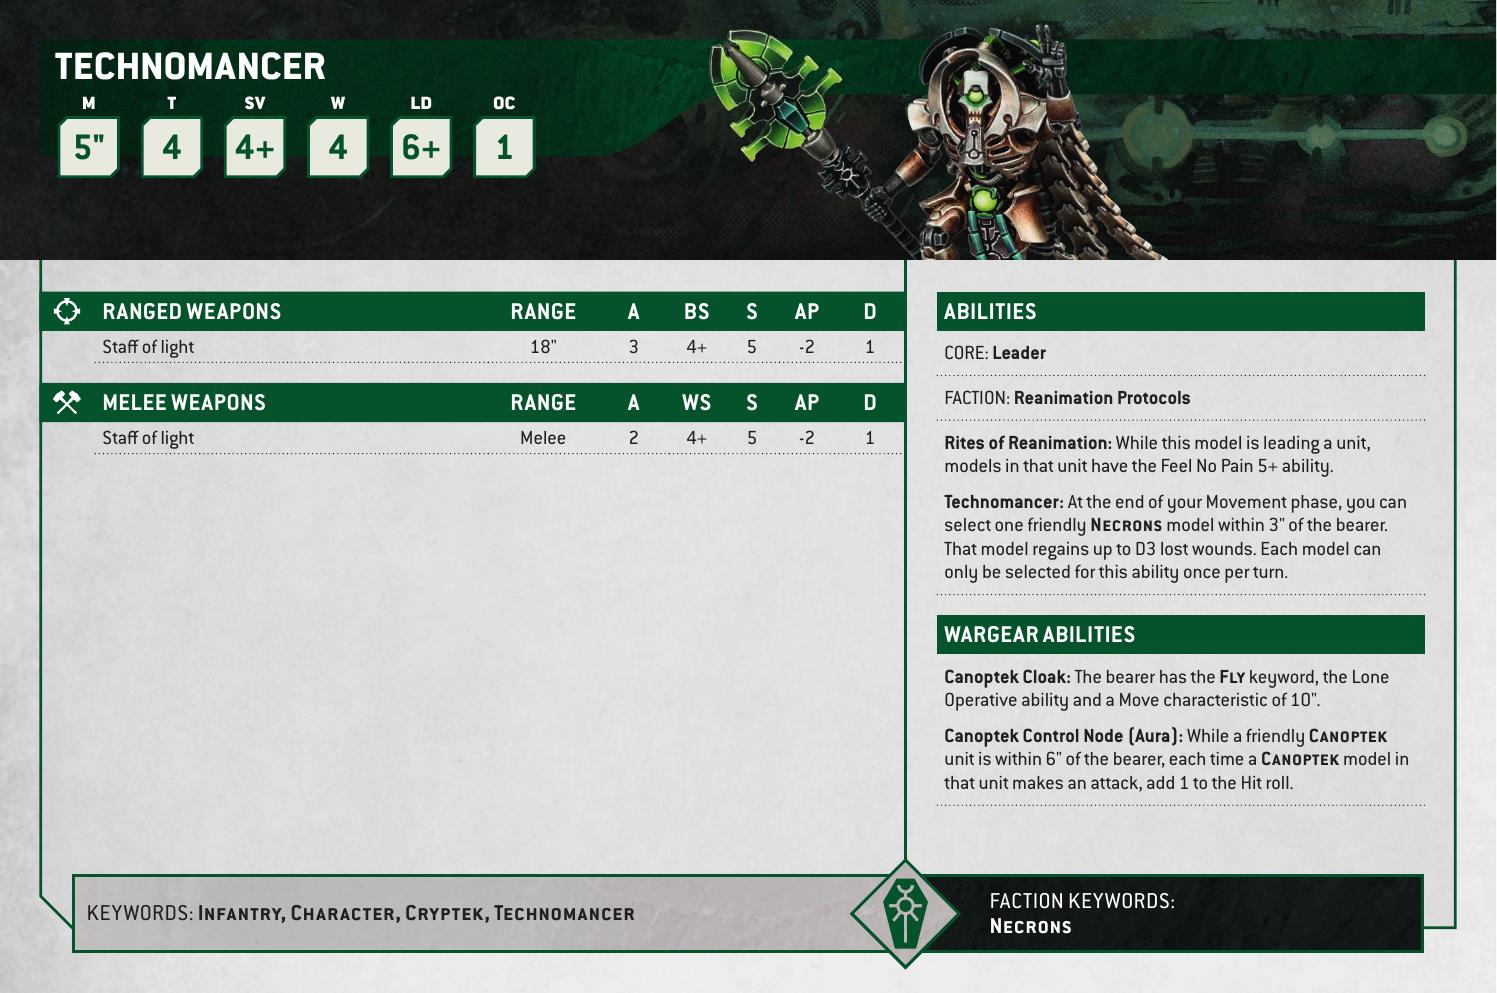 TECHNOMANCER
M T SV W LD OC
5" 4 4+ 4 6+ 1
RANGED WEAPONS RANGE A BS S AP D
Staff of light 18" 3 4+ 5 -2 1
MELEE WEAPONS RANGE A WS S AP D
Staff of light Melee 2 4+ 5 -2 1
ABILITIES
CORE: Leader
FACTION: Reanimation Protocols
Rites of Reanimation: While this model is leading a unit,
models in that unit have the Feel No Pain 5+ ability.
Technomancer: At the end of your Movement phase, you can
select one friendly NECRONS model within 3" of the bearer.
That model regains up to D3 lost wounds. Each model can
only be selected for this ability once per turn.
WARGEAR ABILITIES
Canoptek Cloak: The bearer has the FLY keyword, the Lone
Operative ability and a Move characteristic of 10".
Canoptek Control Node (Aura): While a friendly CANOPTEK
unit is within 6" of the bearer, each time a CANOPTEK model in
that unit makes an attack, add 1 to the Hit roll.
KEYWORDS: INFANTRY, CHARACTER, CRYPTEK, TECHNOMANCER
FACTION KEYWORDS:
NECRONS